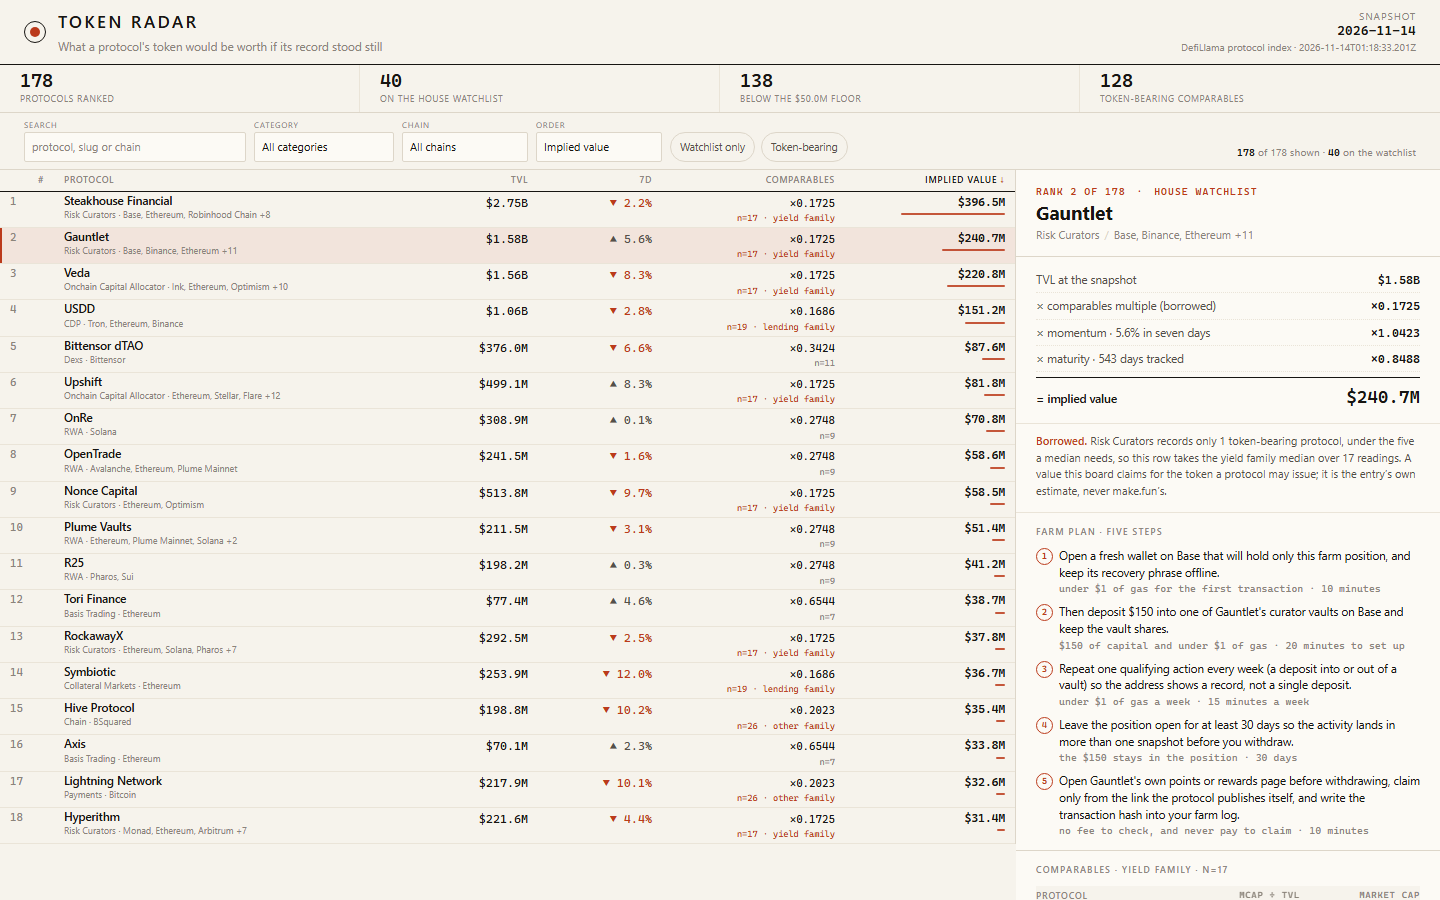 TOKEN RADAR
What a protocol's token would be worth if its record stood still
SNAPSHOT
2026-11-14
DefiLlama protocol index · 2026-11-14T01:18:33.201Z
178
PROTOCOLS RANKED
40
ON THE HOUSE WATCHLIST
138
BELOW THE $50.0M FLOOR
128
TOKEN-BEARING COMPARABLES
SEARCH
protocol, slug or chain
CATEGORY
All categories
CHAIN
All chains
ORDER
Implied value
Watchlist only
Token-bearing
178 of 178 shown · 40 on the watchlist
# PROTOCOL TVL 7D COMPARABLES IMPLIED VALUE ↓
1 Steakhouse Financial $2.75B ▼ 2.2% ×0.1725 $396.5M
Risk Curators · Base, Ethereum, Robinhood Chain +8 n=17 · yield family
2 Gauntlet $1.58B ▲ 5.6% ×0.1725 $240.7M
Risk Curators · Base, Binance, Ethereum +11 n=17 · yield family
3 Veda $1.56B ▼ 8.3% ×0.1725 $220.8M
Onchain Capital Allocator · Ink, Ethereum, Optimism +10 n=17 · yield family
4 USDD $1.06B ▼ 2.8% ×0.1686 $151.2M
CDP · Tron, Ethereum, Binance n=19 · lending family
5 Bittensor dTAO $376.0M ▼ 6.6% ×0.3424 $87.6M
Dexs · Bittensor n=11
6 Upshift $499.1M ▲ 8.3% ×0.1725 $81.8M
Onchain Capital Allocator · Ethereum, Stellar, Flare +12 n=17 · yield family
7 OnRe $308.9M ▲ 0.1% ×0.2748 $70.8M
RWA · Solana n=9
8 OpenTrade $241.5M ▼ 1.6% ×0.2748 $58.6M
RWA · Avalanche, Ethereum, Plume Mainnet n=9
9 Nonce Capital $513.8M ▼ 9.7% ×0.1725 $58.5M
Risk Curators · Ethereum, Optimism n=17 · yield family
10 Plume Vaults $211.5M ▼ 3.1% ×0.2748 $51.4M
RWA · Ethereum, Plume Mainnet, Solana +2 n=9
11 R25 $198.2M ▲ 0.3% ×0.2748 $41.2M
RWA · Pharos, Sui n=9
12 Tori Finance $77.4M ▲ 4.6% ×0.6544 $38.7M
Basis Trading · Ethereum n=7
13 RockawayX $292.5M ▼ 2.5% ×0.1725 $37.8M
Risk Curators · Ethereum, Solana, Pharos +7 n=17 · yield family
14 Symbiotic $253.9M ▼ 12.0% ×0.1686 $36.7M
Collateral Markets · Ethereum n=19 · lending family
15 Hive Protocol $198.8M ▼ 10.2% ×0.2023 $35.4M
Chain · BSquared n=26 · other family
16 Axis $70.1M ▲ 2.3% ×0.6544 $33.8M
Basis Trading · Ethereum n=7
17 Lightning Network $217.9M ▼ 10.1% ×0.2023 $32.6M
Payments · Bitcoin n=26 · other family
18 Hyperithm $221.6M ▼ 4.4% ×0.1725 $31.4M
Risk Curators · Monad, Ethereum, Arbitrum +7 n=17 · yield family
RANK 2 OF 178 · HOUSE WATCHLIST
Gauntlet
Risk Curators / Base, Binance, Ethereum +11
TVL at the snapshot $1.58B
× comparables multiple (borrowed) ×0.1725
× momentum · 5.6% in seven days ×1.0423
× maturity · 543 days tracked ×0.8488
= implied value $240.7M
Borrowed. Risk Curators records only 1 token-bearing protocol, under the five
a median needs, so this row takes the yield family median over 17 readings. A
value this board claims for the token a protocol may issue; it is the entry's own
estimate, never make.fun's.
FARM PLAN · FIVE STEPS
1 Open a fresh wallet on Base that will hold only this farm position, and
keep its recovery phrase offline.
under $1 of gas for the first transaction · 10 minutes
2 Then deposit $150 into one of Gauntlet's curator vaults on Base and
keep the vault shares.
$150 of capital and under $1 of gas · 20 minutes to set up
3 Repeat one qualifying action every week (a deposit into or out of a
vault) so the address shows a record, not a single deposit.
under $1 of gas a week · 15 minutes a week
4 Leave the position open for at least 30 days so the activity lands in
more than one snapshot before you withdraw.
the $150 stays in the position · 30 days
5 Open Gauntlet's own points or rewards page before withdrawing, claim
only from the link the protocol publishes itself, and write the
transaction hash into your farm log.
no fee to check, and never pay to claim · 10 minutes
COMPARABLES · YIELD FAMILY · N=17
PROTOCOL MCAP ÷ TVL MARKET CAP